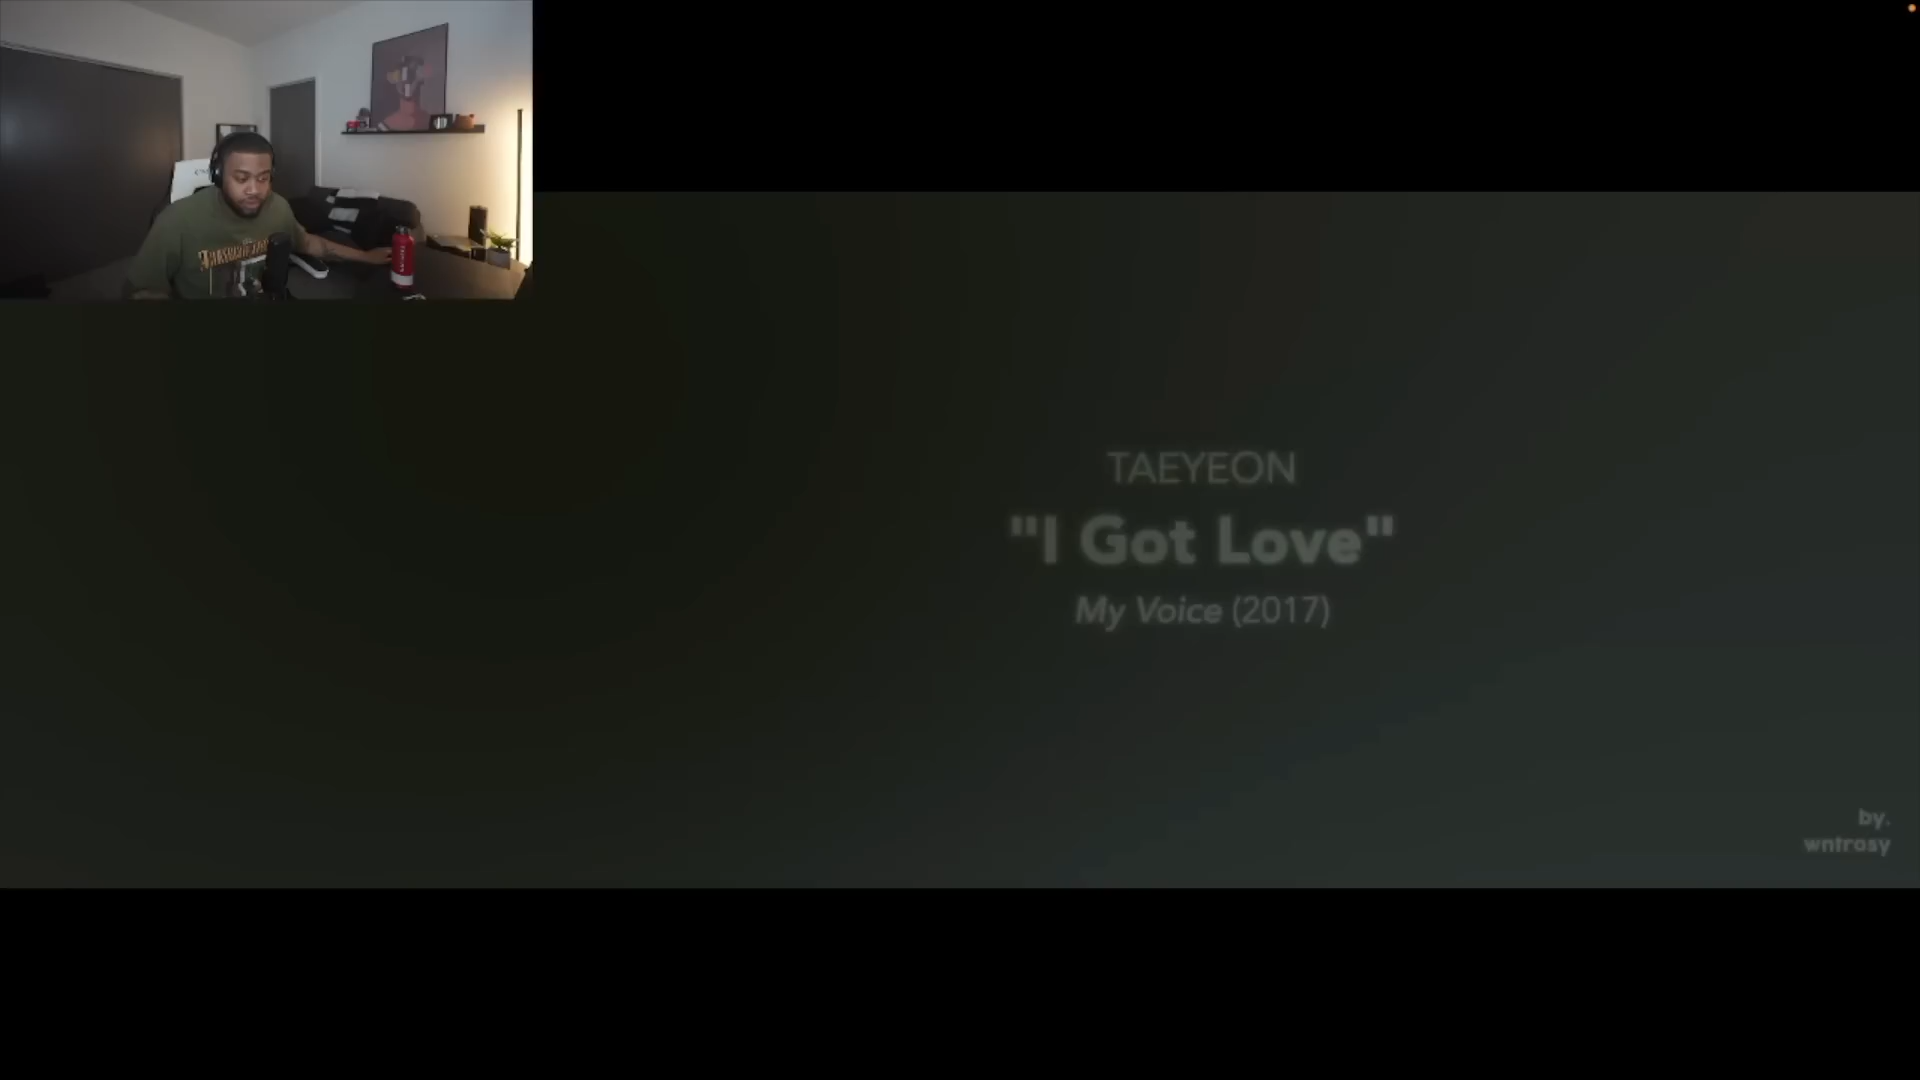 TAEYEON
"I Got Love"
My Voice (2017)
by.
wntrosy